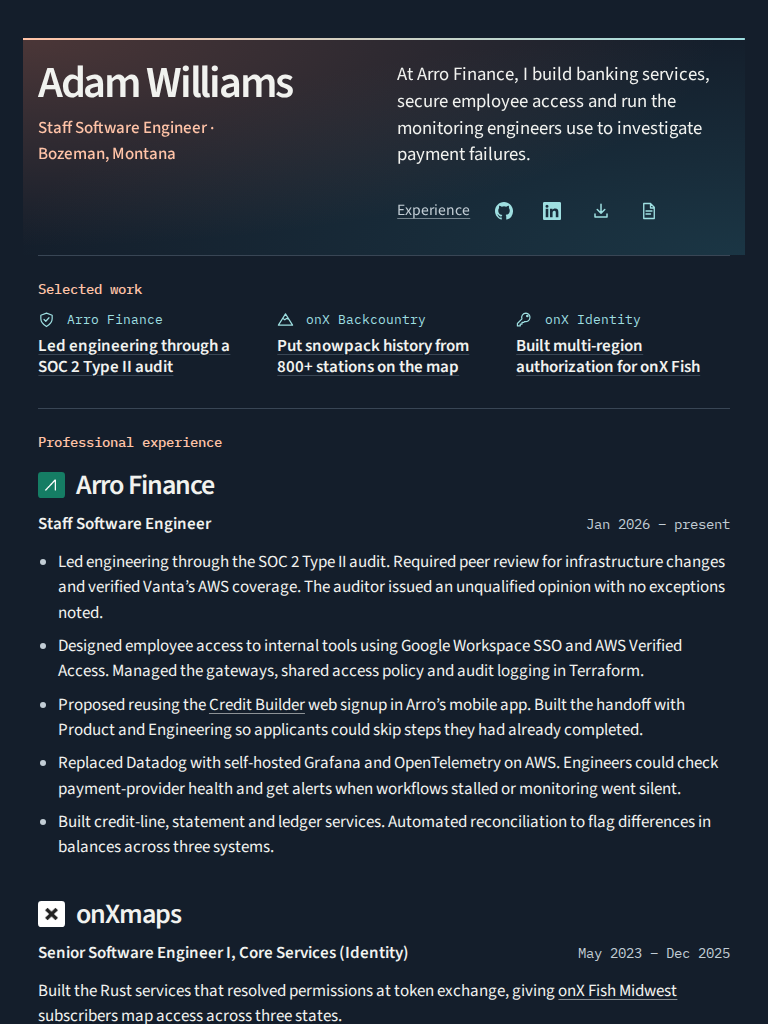 Adam Williams
Staff Software Engineer ·
Bozeman, Montana
At Arro Finance, I build banking services,
secure employee access and run the
monitoring engineers use to investigate
payment failures.
Experience
Selected work
Arro Finance
Led engineering through a
SOC 2 Type II audit
onX Backcountry
Put snowpack history from
800+ stations on the map
onX Identity
Built multi-region
authorization for onX Fish
Professional experience
Arro Finance
Staff Software Engineer
Jan 2026 – present
• Led engineering through the SOC 2 Type II audit. Required peer review for infrastructure changes
and verified Vanta’s AWS coverage. The auditor issued an unqualified opinion with no exceptions
noted.
• Designed employee access to internal tools using Google Workspace SSO and AWS Verified
Access. Managed the gateways, shared access policy and audit logging in Terraform.
• Proposed reusing the Credit Builder web signup in Arro’s mobile app. Built the handoff with
Product and Engineering so applicants could skip steps they had already completed.
• Replaced Datadog with self-hosted Grafana and OpenTelemetry on AWS. Engineers could check
payment-provider health and get alerts when workflows stalled or monitoring went silent.
• Built credit-line, statement and ledger services. Automated reconciliation to flag differences in
balances across three systems.
onXmaps
Senior Software Engineer I, Core Services (Identity)
May 2023 – Dec 2025
Built the Rust services that resolved permissions at token exchange, giving onX Fish Midwest
subscribers map access across three states.